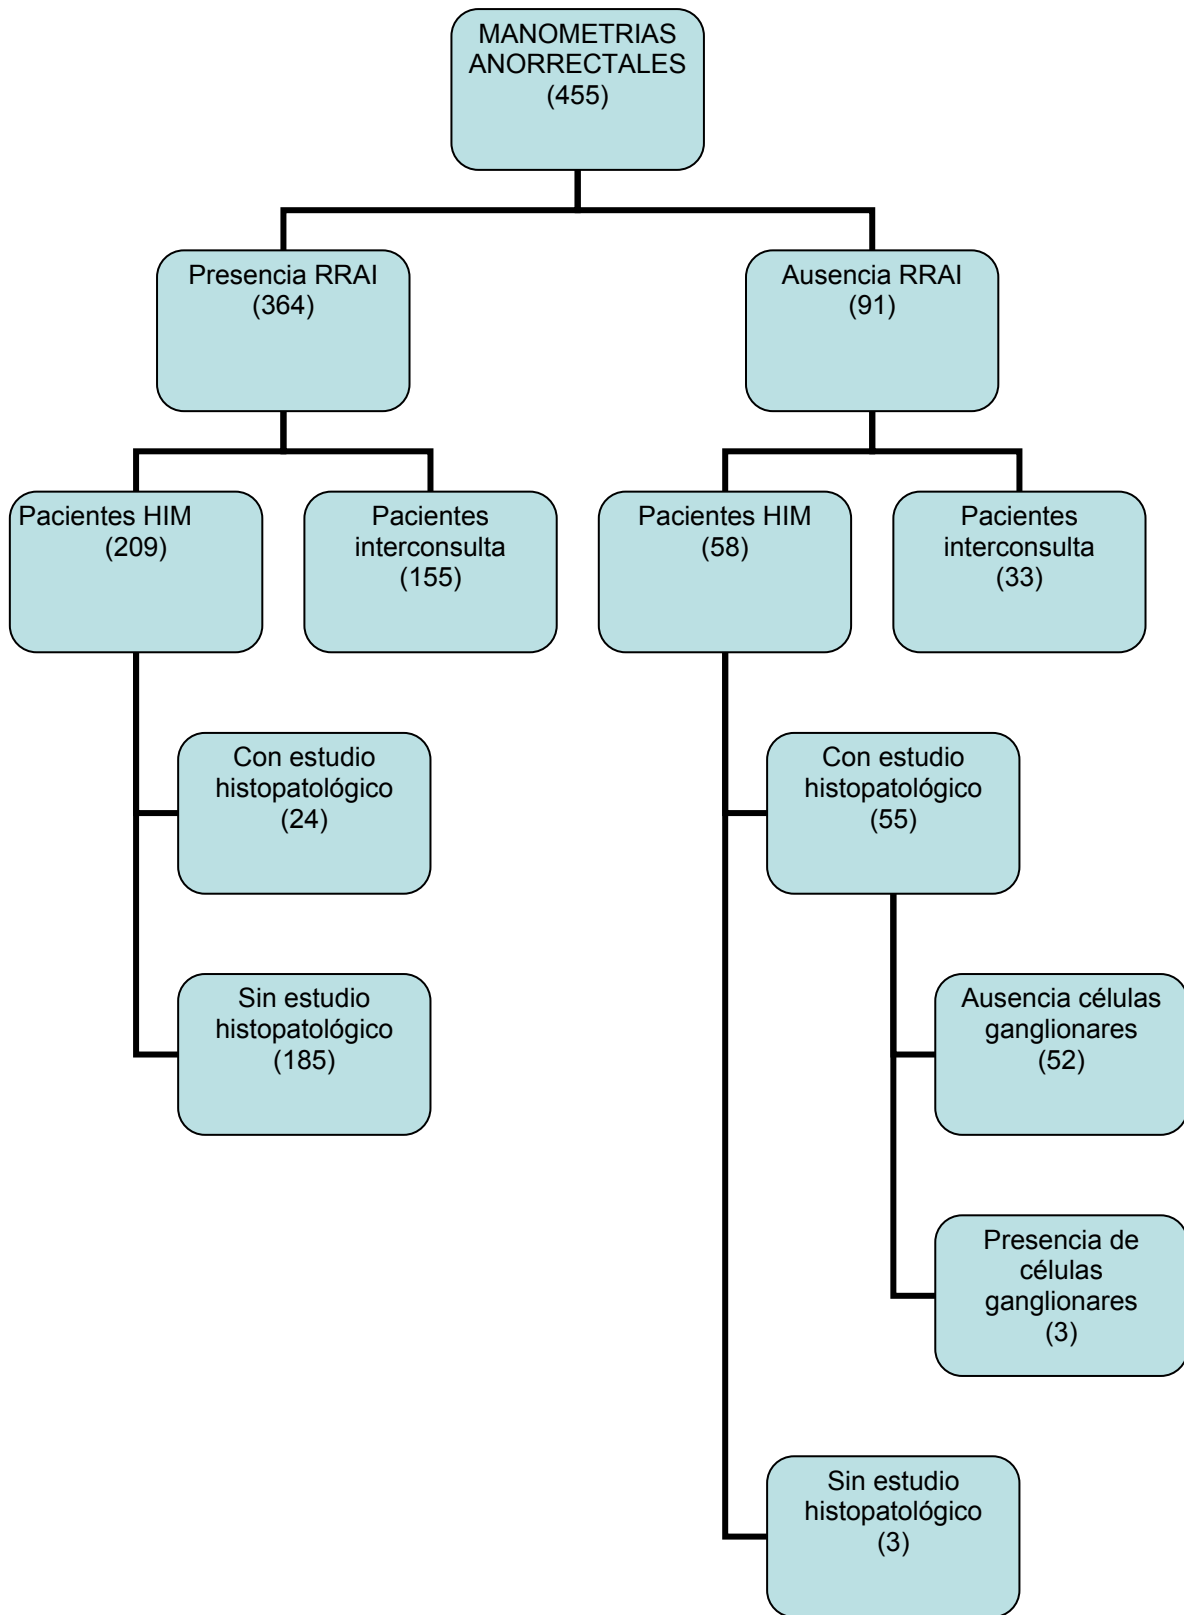 MANOMETRIAS
ANORRECTALES
(455)
Presencia RRAI
(364)
Ausencia RRAI
(91)
Pacientes HIM
(209)
Pacientes
interconsulta
(155)
Pacientes HIM
(58)
Pacientes
interconsulta
(33)
Con estudio
histopatológico
(24)
Con estudio
histopatológico
(55)
Sin estudio
histopatológico
(185)
Ausencia células
ganglionares
(52)
Presencia de
células
ganglionares
(3)
Sin estudio
histopatológico
(3)